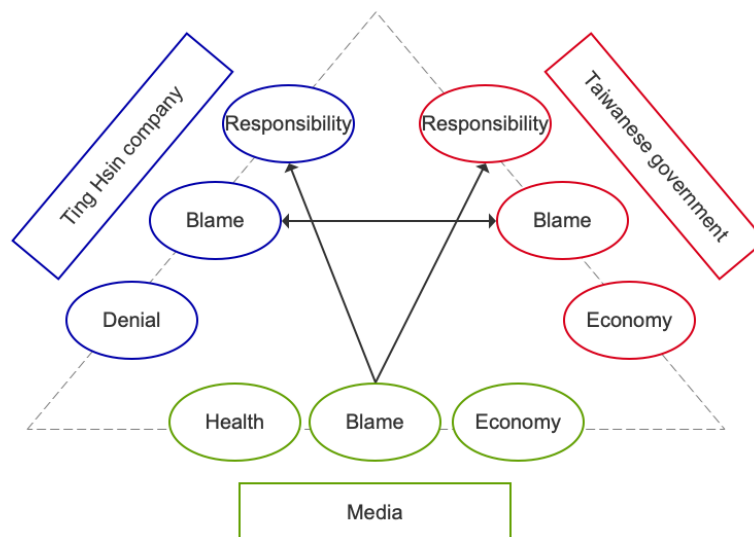 Ting Hsin company
Taiwanese government
Responsibility
Responsibility
Blame
Blame
Denial
Economy
Health
Blame
Economy
Media